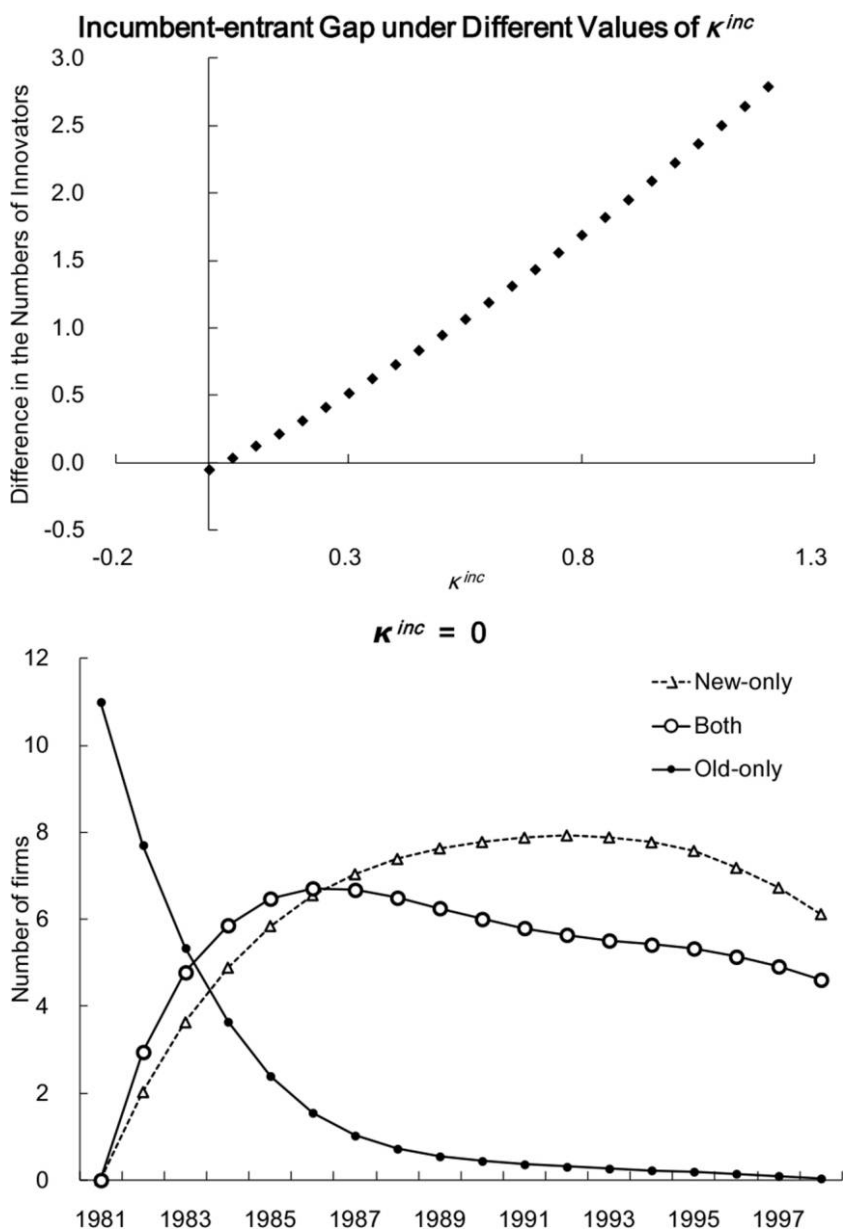 Incumbent-entrant Gap under Different Values of κ inc
Difference in the Numbers of Innovators
3.0
2.5
2.0
1.5
1.0
0.5
0.0
-0.5
-0.2
0.3
0.8
1.3
κ inc
κ inc = 0
Number of firms
12
10
8
6
4
2
0
New-only
Both
Old-only
1981 1983 1985 1987 1989 1991 1993 1995 1997